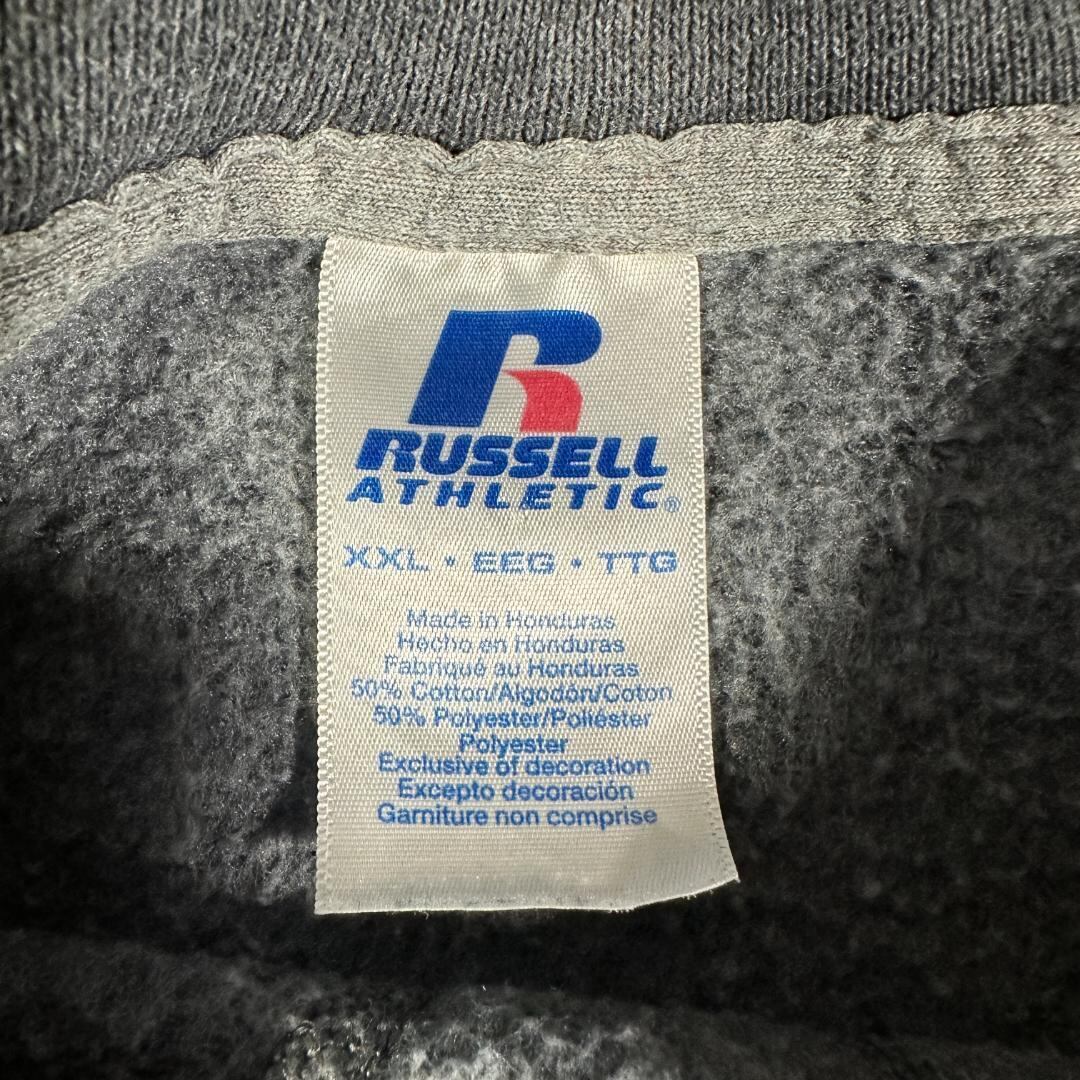 R
RUSSELL
ATHLETIC®
XXL • EEG • TTG
Made in Honduras
Hecho en Honduras
Fabriqué au Honduras
50% Cotton/Algodón/Coton
50% Polyester/Poliéster
Polyester
Exclusive of decoration
Excepto decoración
Garniture non comprise